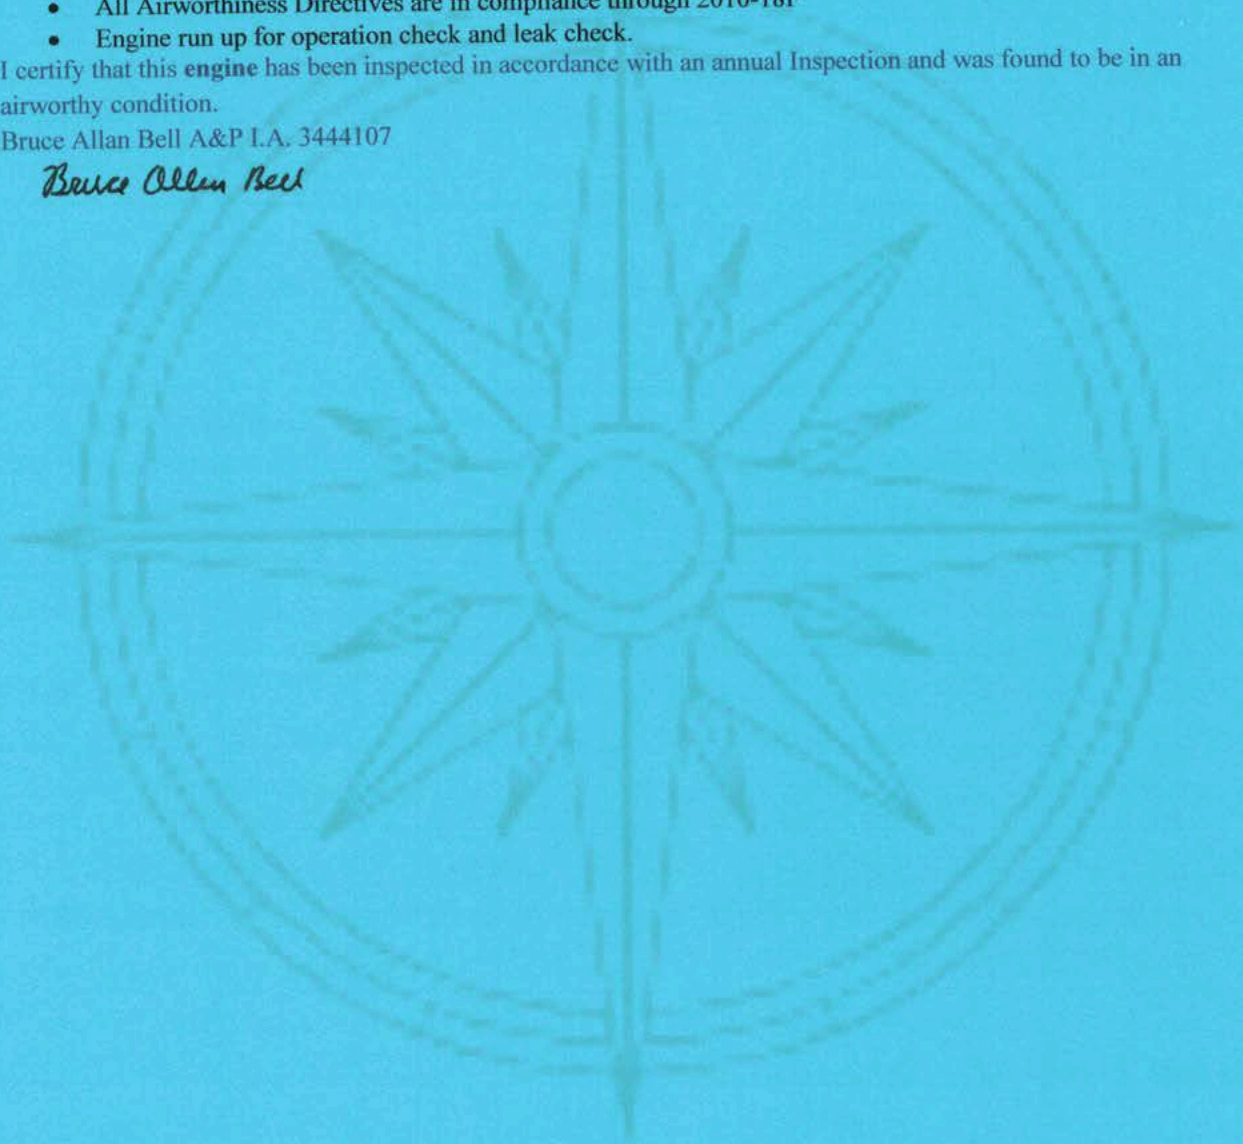 • All Airworthiness Directives are in compliance through 2016-181
• Engine run up for operation check and leak check.
I certify that this engine has been inspected in accordance with an annual Inspection and was found to be in an
airworthy condition.
Bruce Allan Bell A&P I.A. 3444107
Bruce Allen Bell